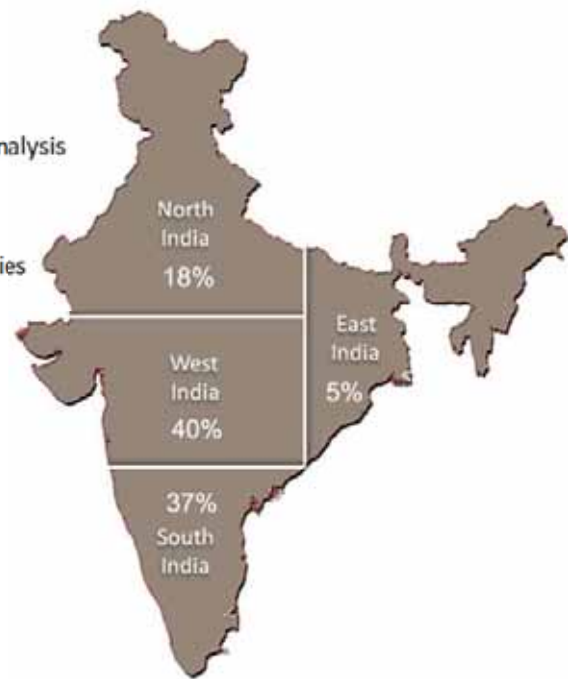 nalysis
North
India
18%
ies
East
India
5%
West
India
40%
37%
South
India